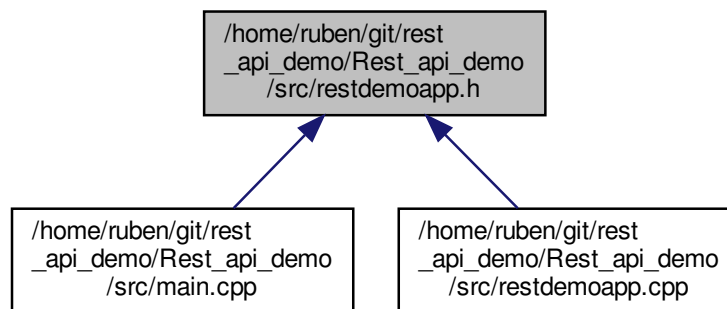 /home/ruben/git/rest
_api_demo/Rest_api_demo
/src/restdemoapp.h
/home/ruben/git/rest
_api_demo/Rest_api_demo
/src/main.cpp
/home/ruben/git/rest
_api_demo/Rest_api_demo
/src/restdemoapp.cpp